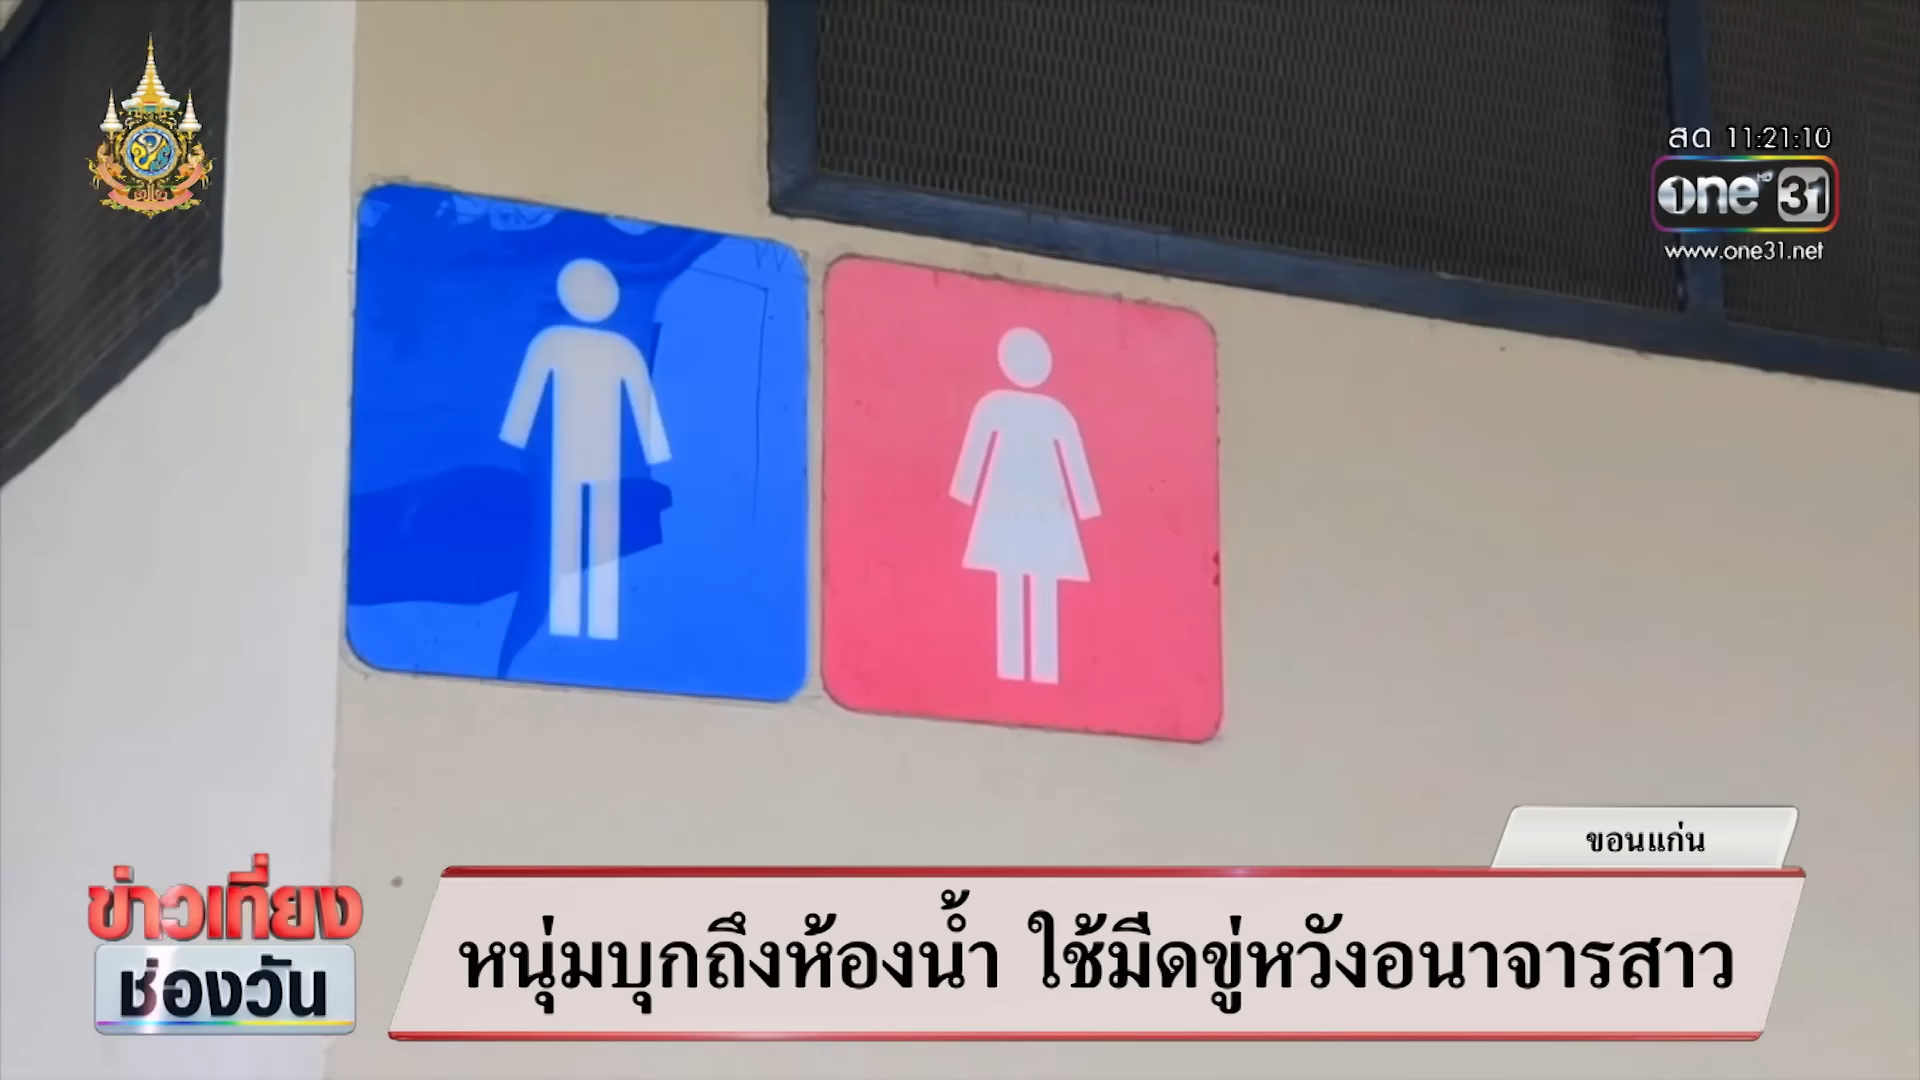 สด 11:21:10
one HD 31
www.one31.net
ขอนแก่น
ข่าวเที่ยง
ช่องวัน
หนุ่มบุกถึงห้องน้ำ ใช้มีดขู่หวังอนาจารสาว